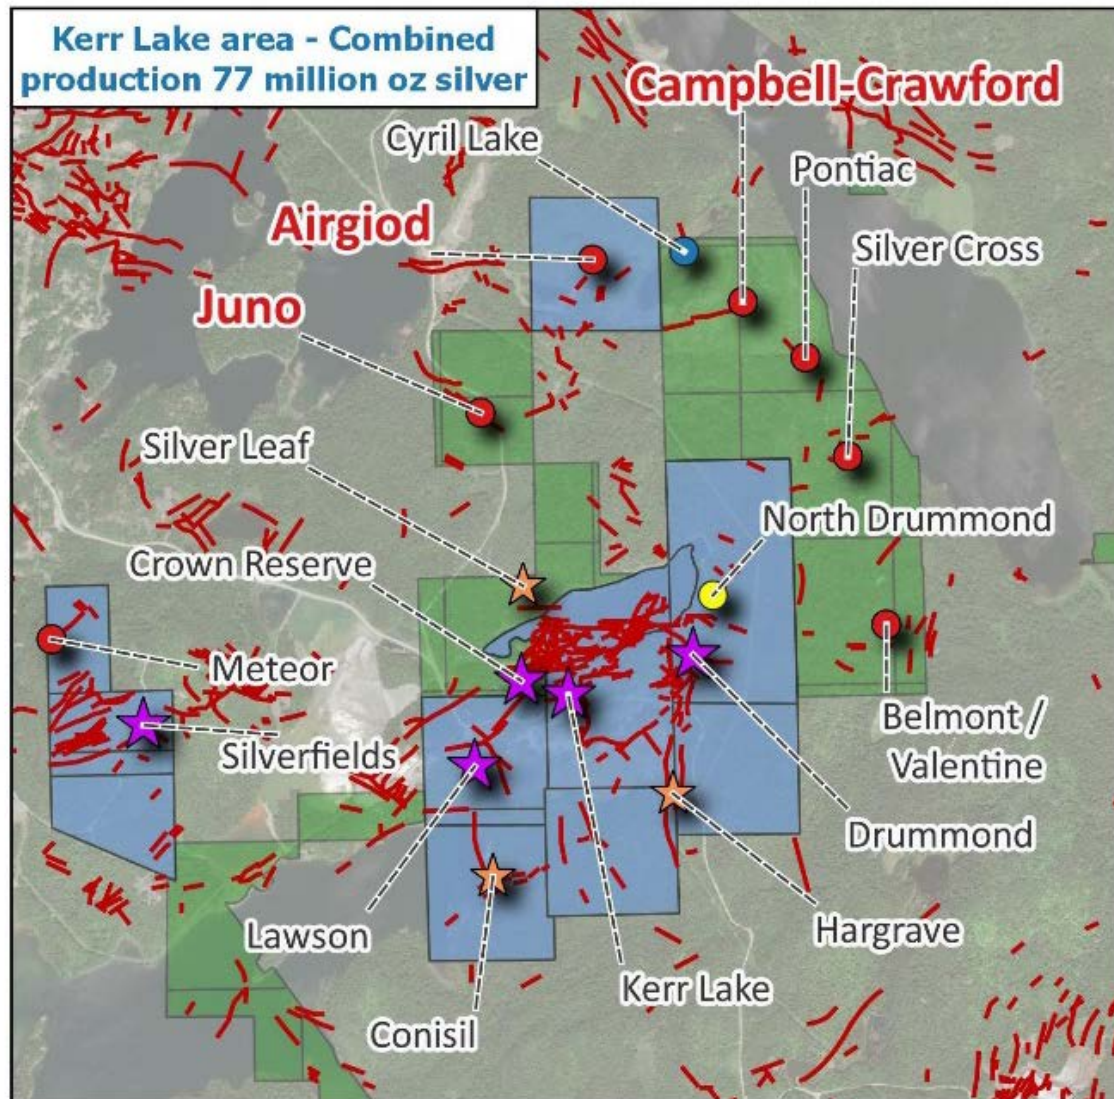 Kerr Lake area - Combined
production 77 million oz silver
Campbell-Crawford
Cyril Lake
Pontiac
Airgiod
Silver Cross
Juno
Silver Leaf
North Drummond
Crown Reserve
Meteor
Belmont /
Valentine
Silverfields
Drummond
Lawson
Hargrave
Kerr Lake
Conisil